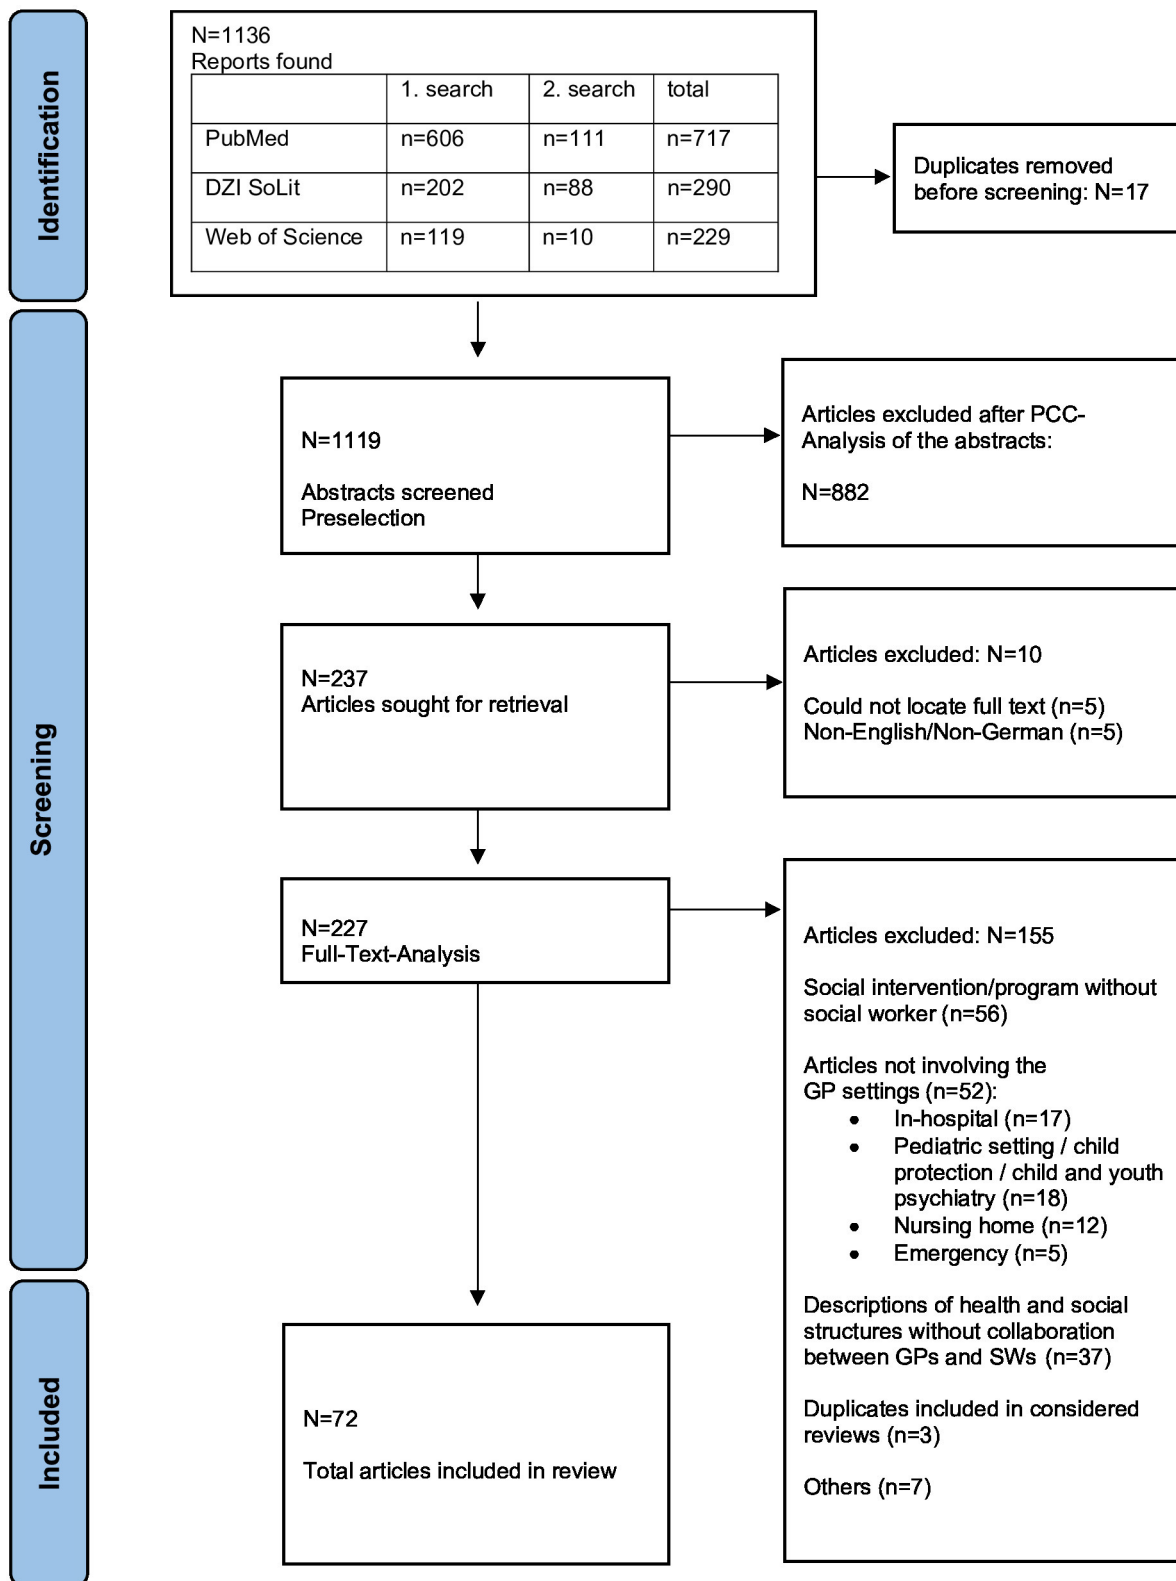 Identification
N=1136
Reports found
1. search 2. search total
PubMed n=606 n=111 n=717
DZI SoLit n=202 n=88 n=290
Web of Science n=119 n=10 n=229
Duplicates removed
before screening: N=17
Screening
N=1119
Abstracts screened
Preselection
Articles excluded after PCC-
Analysis of the abstracts:
N=882
N=237
Articles sought for retrieval
Articles excluded: N=10
Could not locate full text (n=5)
Non-English/Non-German (n=5)
N=227
Full-Text-Analysis
Articles excluded: N=155
Social intervention/program without
social worker (n=56)
Articles not involving the
GP settings (n=52):
• In-hospital (n=17)
• Pediatric setting / child
protection / child and youth
psychiatry (n=18)
• Nursing home (n=12)
• Emergency (n=5)
Descriptions of health and social
structures without collaboration
between GPs and SWs (n=37)
Duplicates included in considered
reviews (n=3)
Others (n=7)
Included
N=72
Total articles included in review